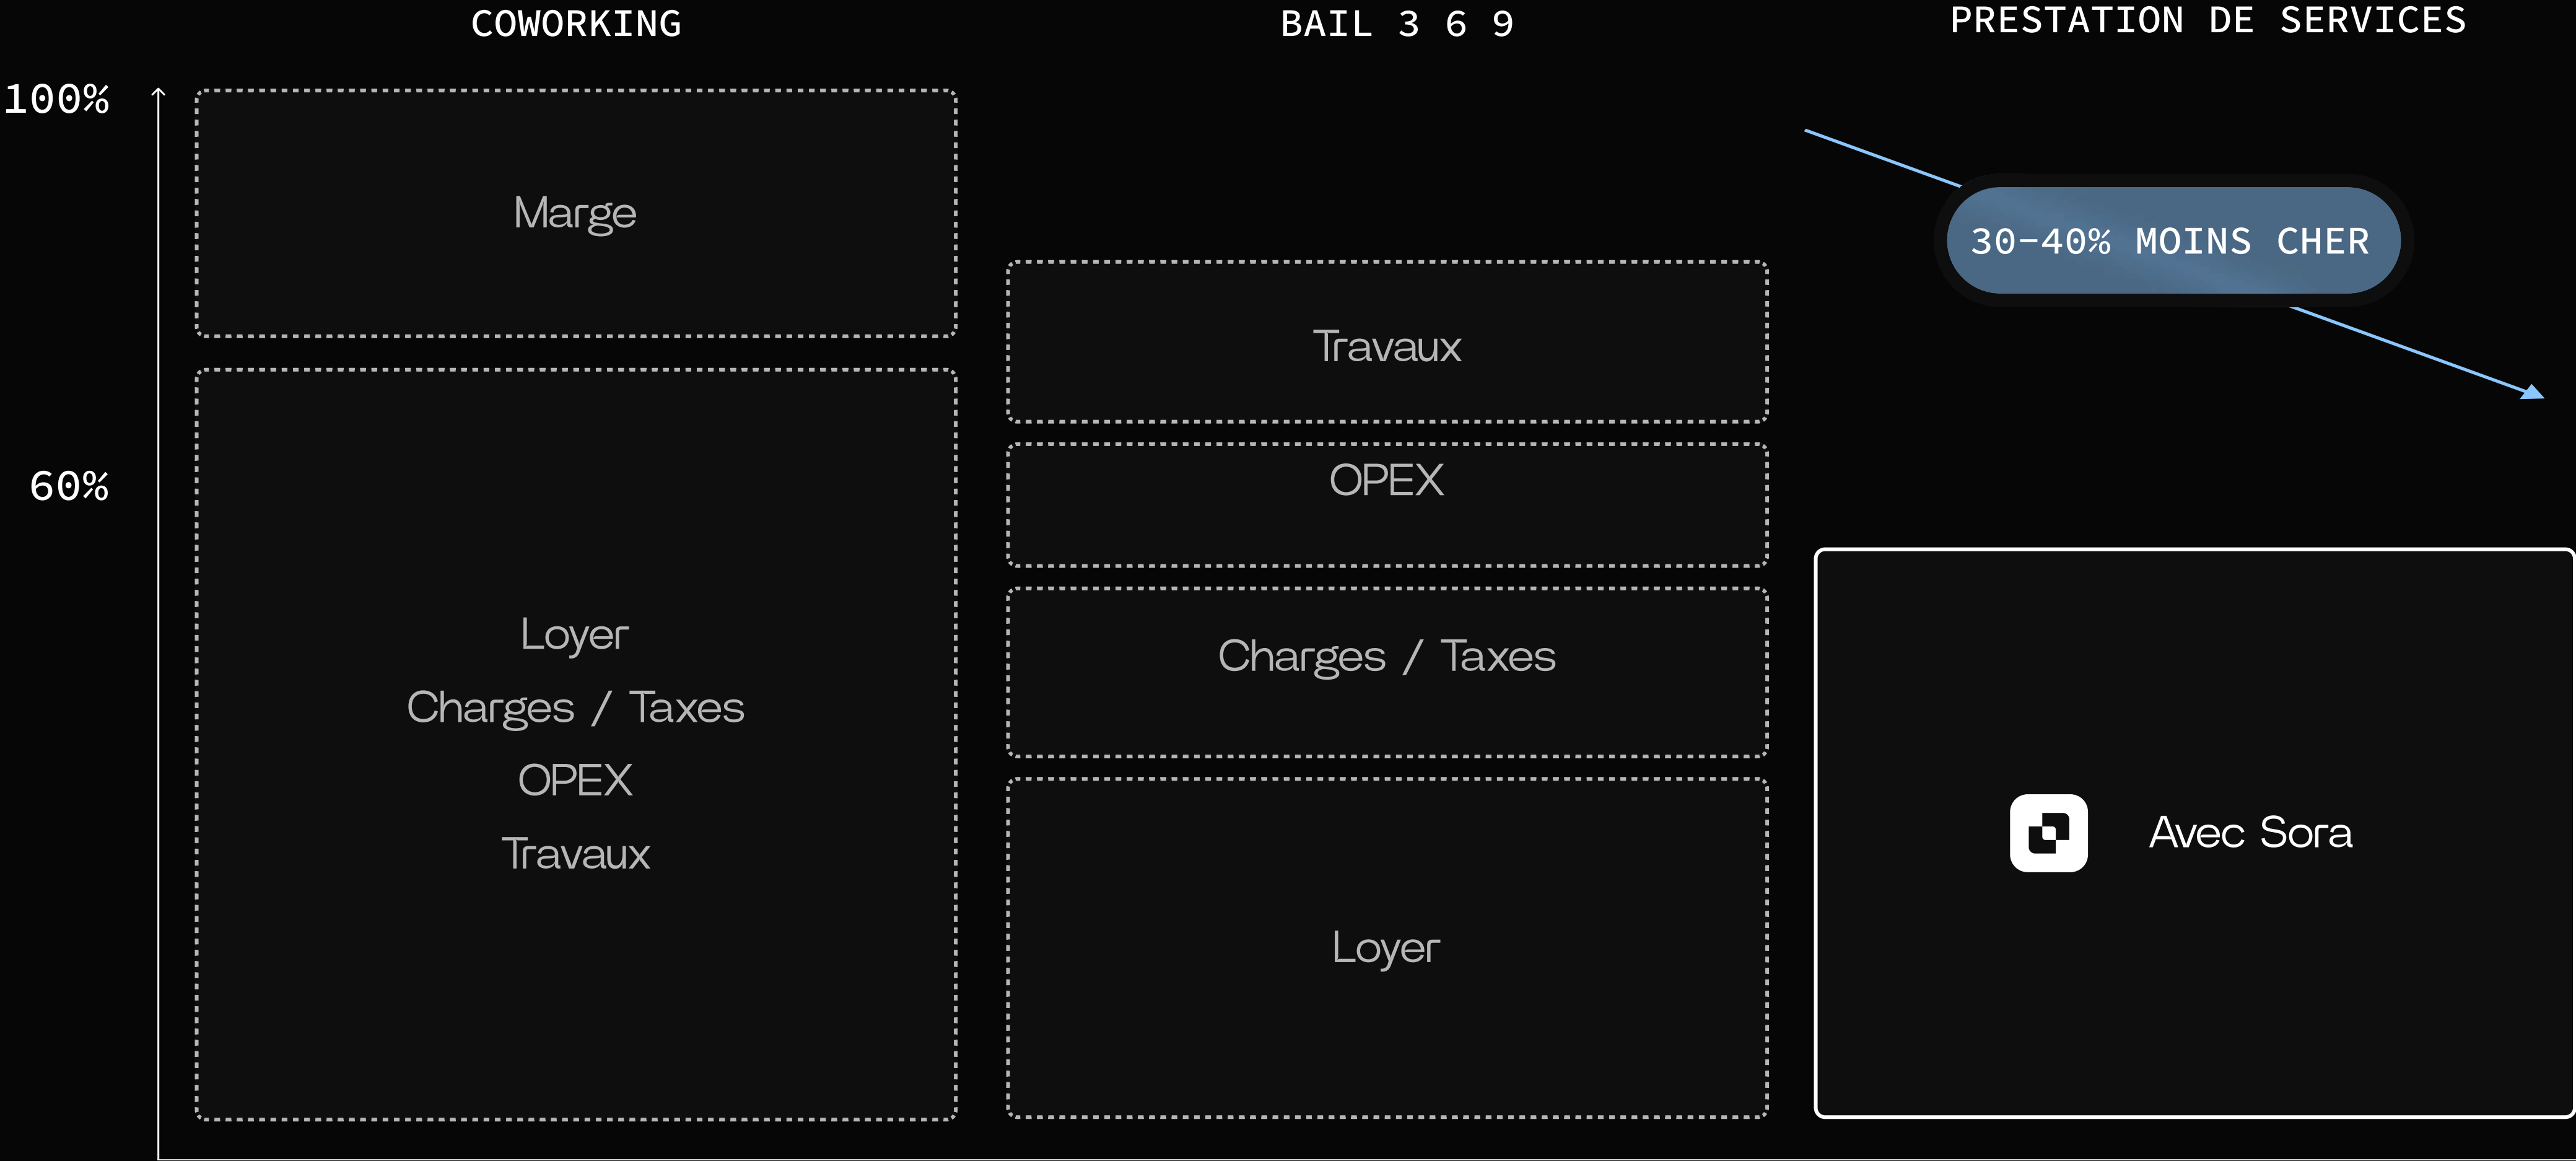 COWORKING
BAIL 3 6 9
PRESTATION DE SERVICES
100%
60%
Marge
Loyer
Charges / Taxes
OPEX
Travaux
Travaux
OPEX
Charges / Taxes
Loyer
30-40% MOINS CHER
Avec Sora